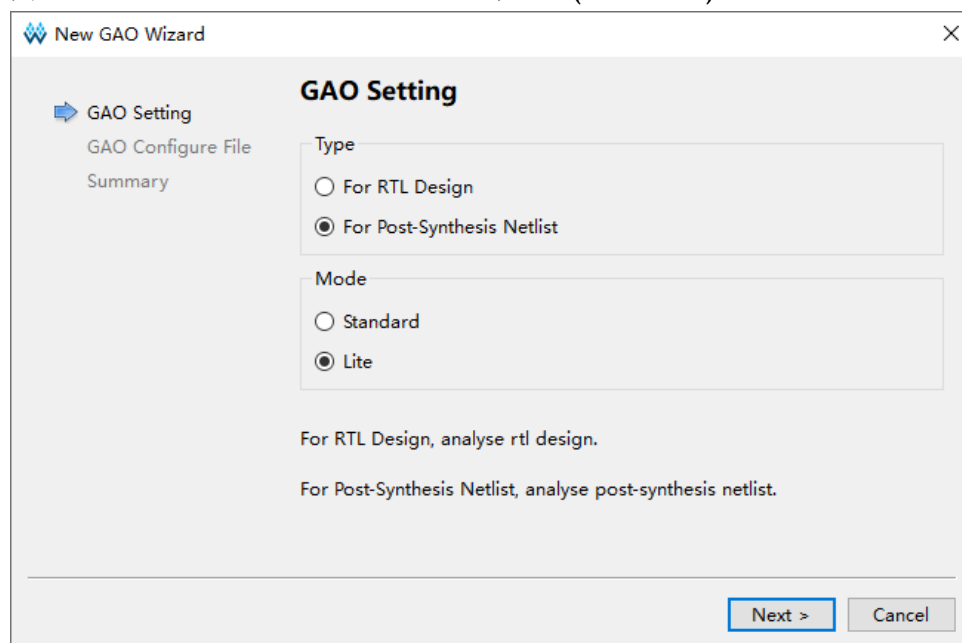 New GAO Wizard
GAO Setting
GAO Configure File
Summary
GAO Setting
Type
For RTL Design
For Post-Synthesis Netlist
Mode
Standard
Lite
For RTL Design, analyse rtl design.
For Post-Synthesis Netlist, analyse post-synthesis netlist.
Next >
Cancel